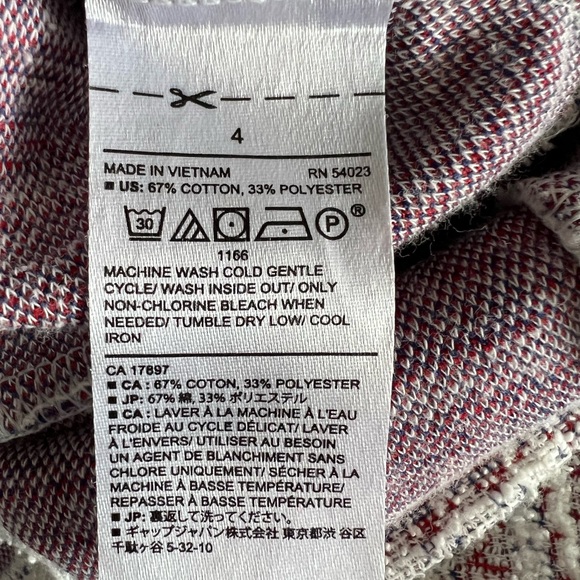 4
MADE IN VIETNAM RN 54023
■ US: 67% COTTON, 33% POLYESTER
30 P®
1166
MACHINE WASH COLD GENTLE
CYCLE/ WASH INSIDE OUT/ ONLY
NON-CHLORINE BLEACH WHEN
NEEDED/ TUMBLE DRY LOW/ COOL
IRON
CA 17897
■ CA : 67% COTON, 33% POLYESTER
■ JP: 67% 綿, 33% ポリエステル
■ CA : LAVER À LA MACHINE À L'EAU
FROIDE AU CYCLE DÉLICAT/ LAVER
À L'ENVERS/ UTILISER AU BESOIN
UN AGENT DE BLANCHIMENT SANS
CHLORE UNIQUEMENT/ SÉCHER À LA
MACHINE À BASSE TEMPÉRATURE/
REPASSER À BASSE TEMPÉRATURE
■ JP: 裏返して洗ってください。
■ ギャップジャパン株式会社 東京都渋 谷区
千駄ヶ谷 5-32-10